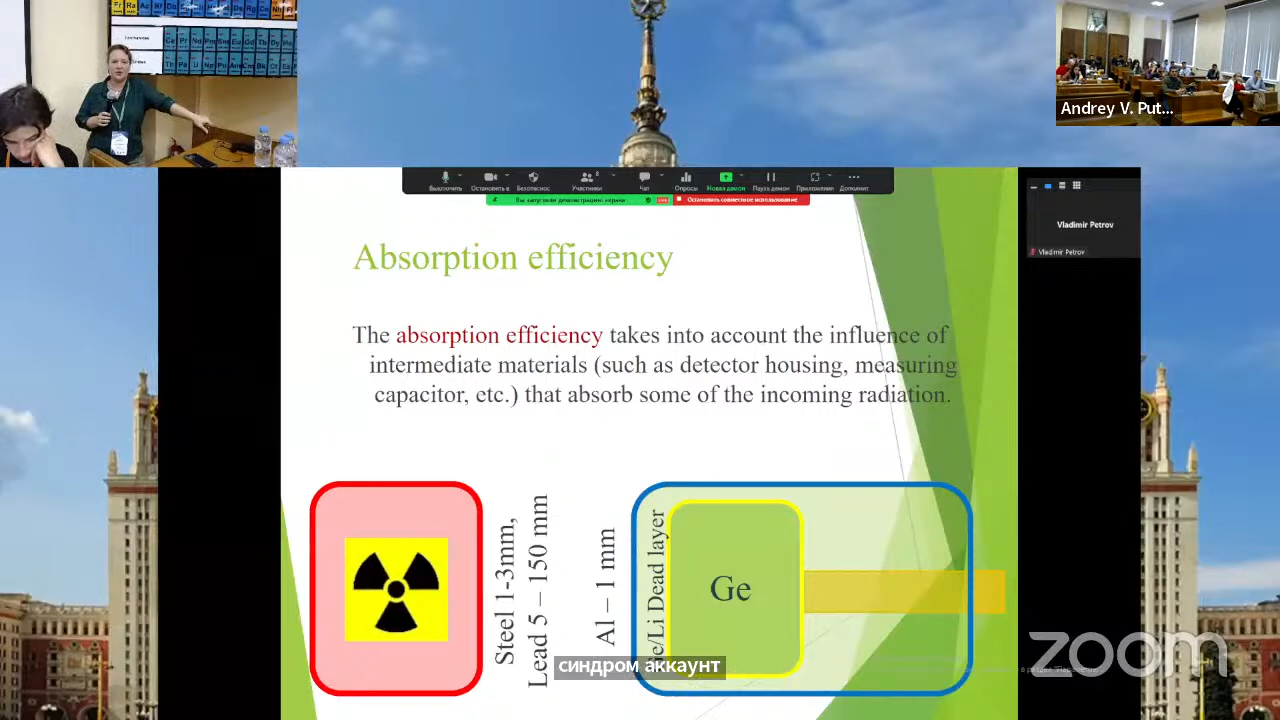 Andrey V. Put...
Выключить
Остановить в
Безопаснос
Участники
8
Чат
Опросы
Новая демон
Пауза демон
Приложения
Дополнит
Вы запустили демонстрацию экрана
LIVE
Остановить совместное использование
Vladimir Petrov
Vladimir Petrov
Absorption efficiency
The absorption efficiency takes into account the influence of
intermediate materials (such as detector housing, measuring
capacitor, etc.) that absorb some of the incoming radiation.
Steel 1-3mm,
Lead 5 – 150 mm
Al – 1 mm
e/Li Dead layer
Ge
синдром аккаунт
zoom